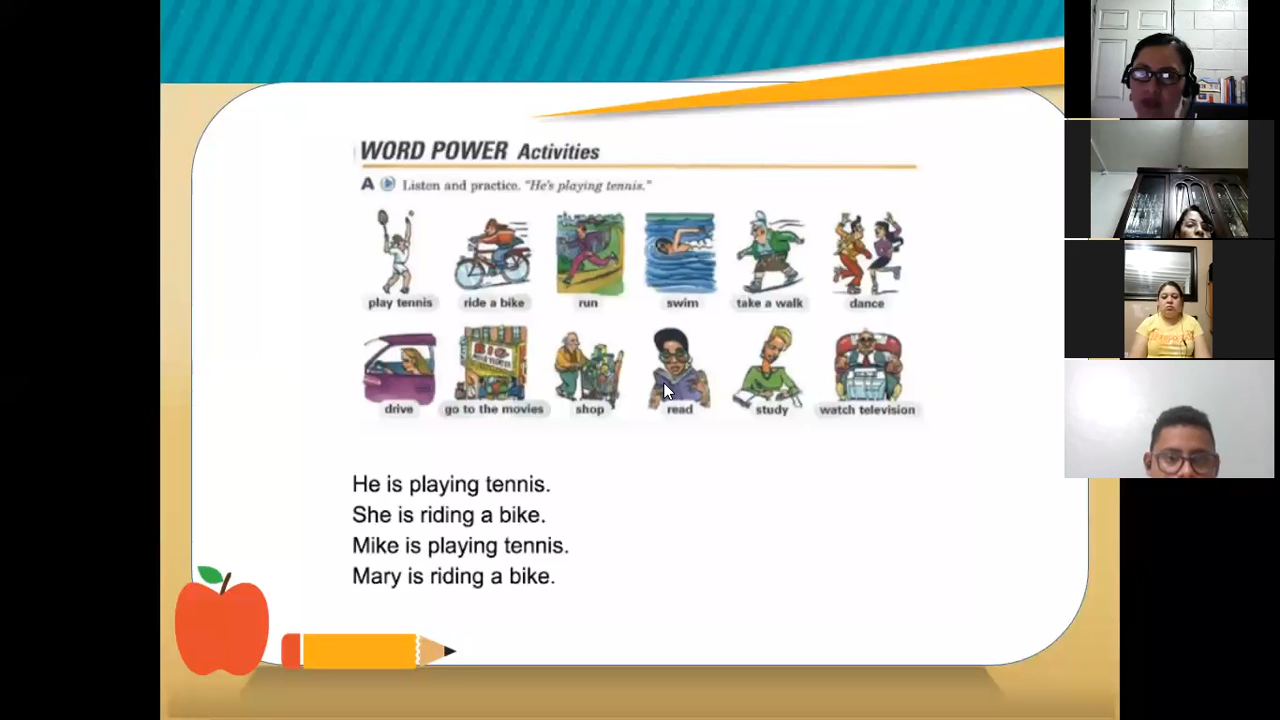 WORD POWER Activities
A Listen and practice. "He's playing tennis."
play tennis ride a bike run swim take a walk dance
BIG
drive go to the movies shop read study watch television
He is playing tennis.
She is riding a bike.
Mike is playing tennis.
Mary is riding a bike.